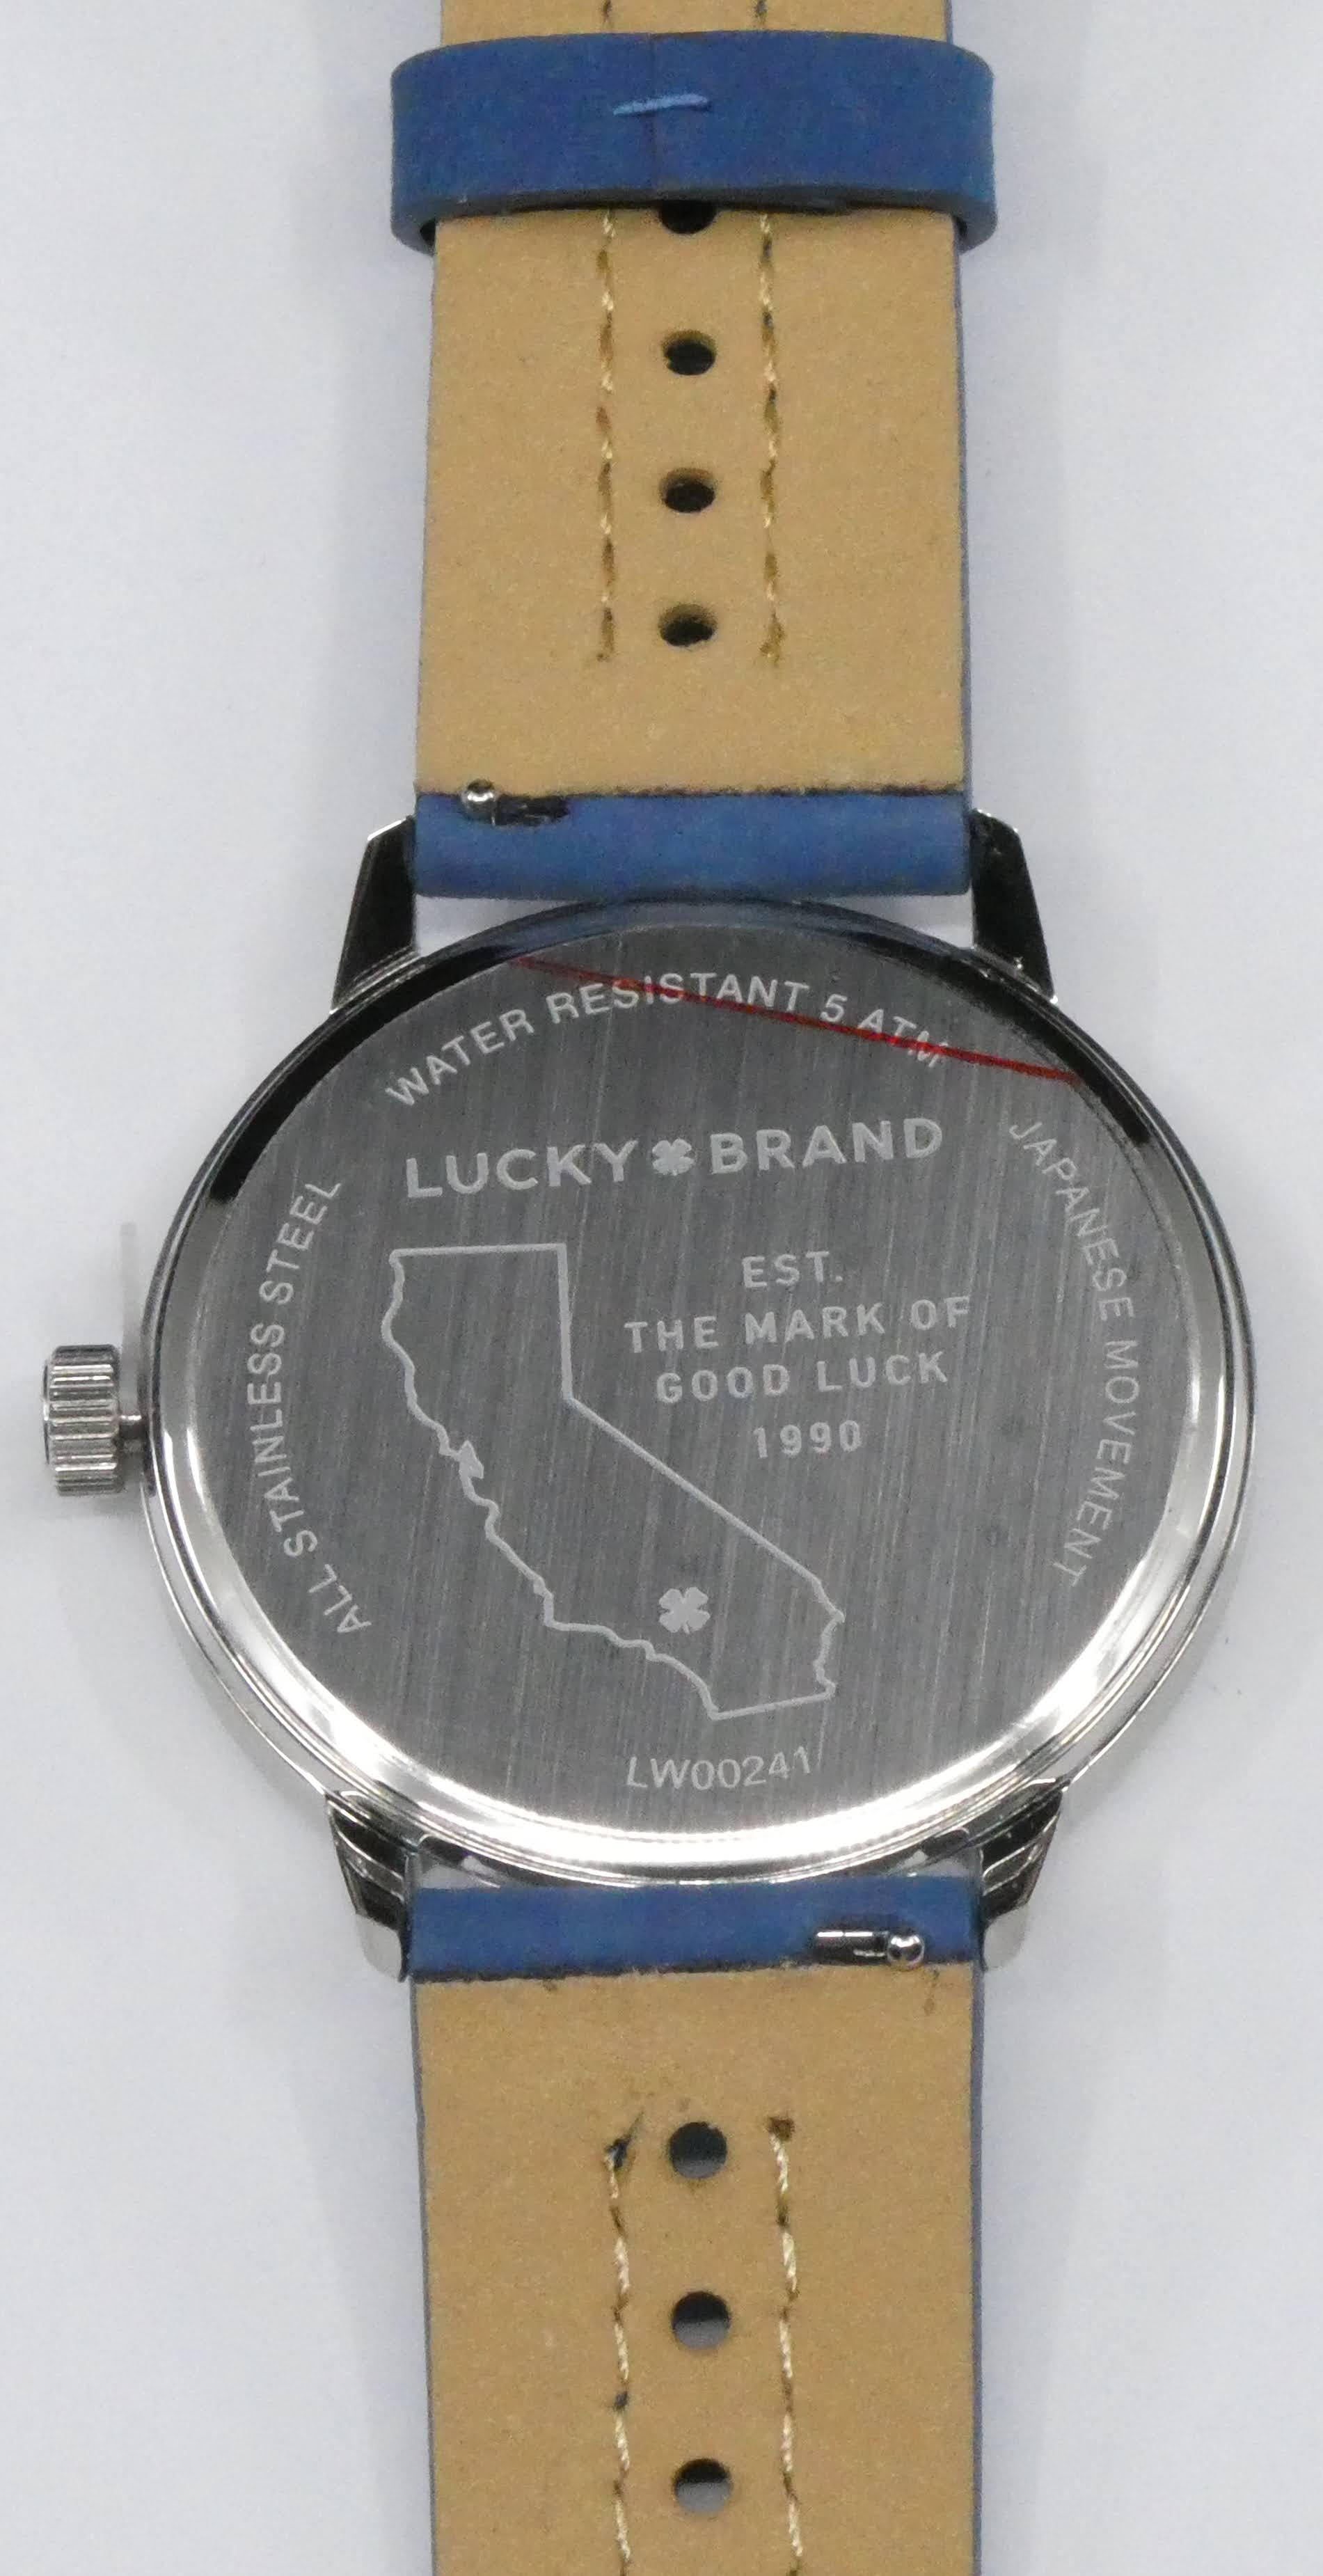 WATER RESISTANT 5 ATM
LUCKY BRAND
EST.
THE MARK OF
GOOD LUCK
1990
ALL STAINLESS STEEL
JAPANESE MOVEMENT
LW00241